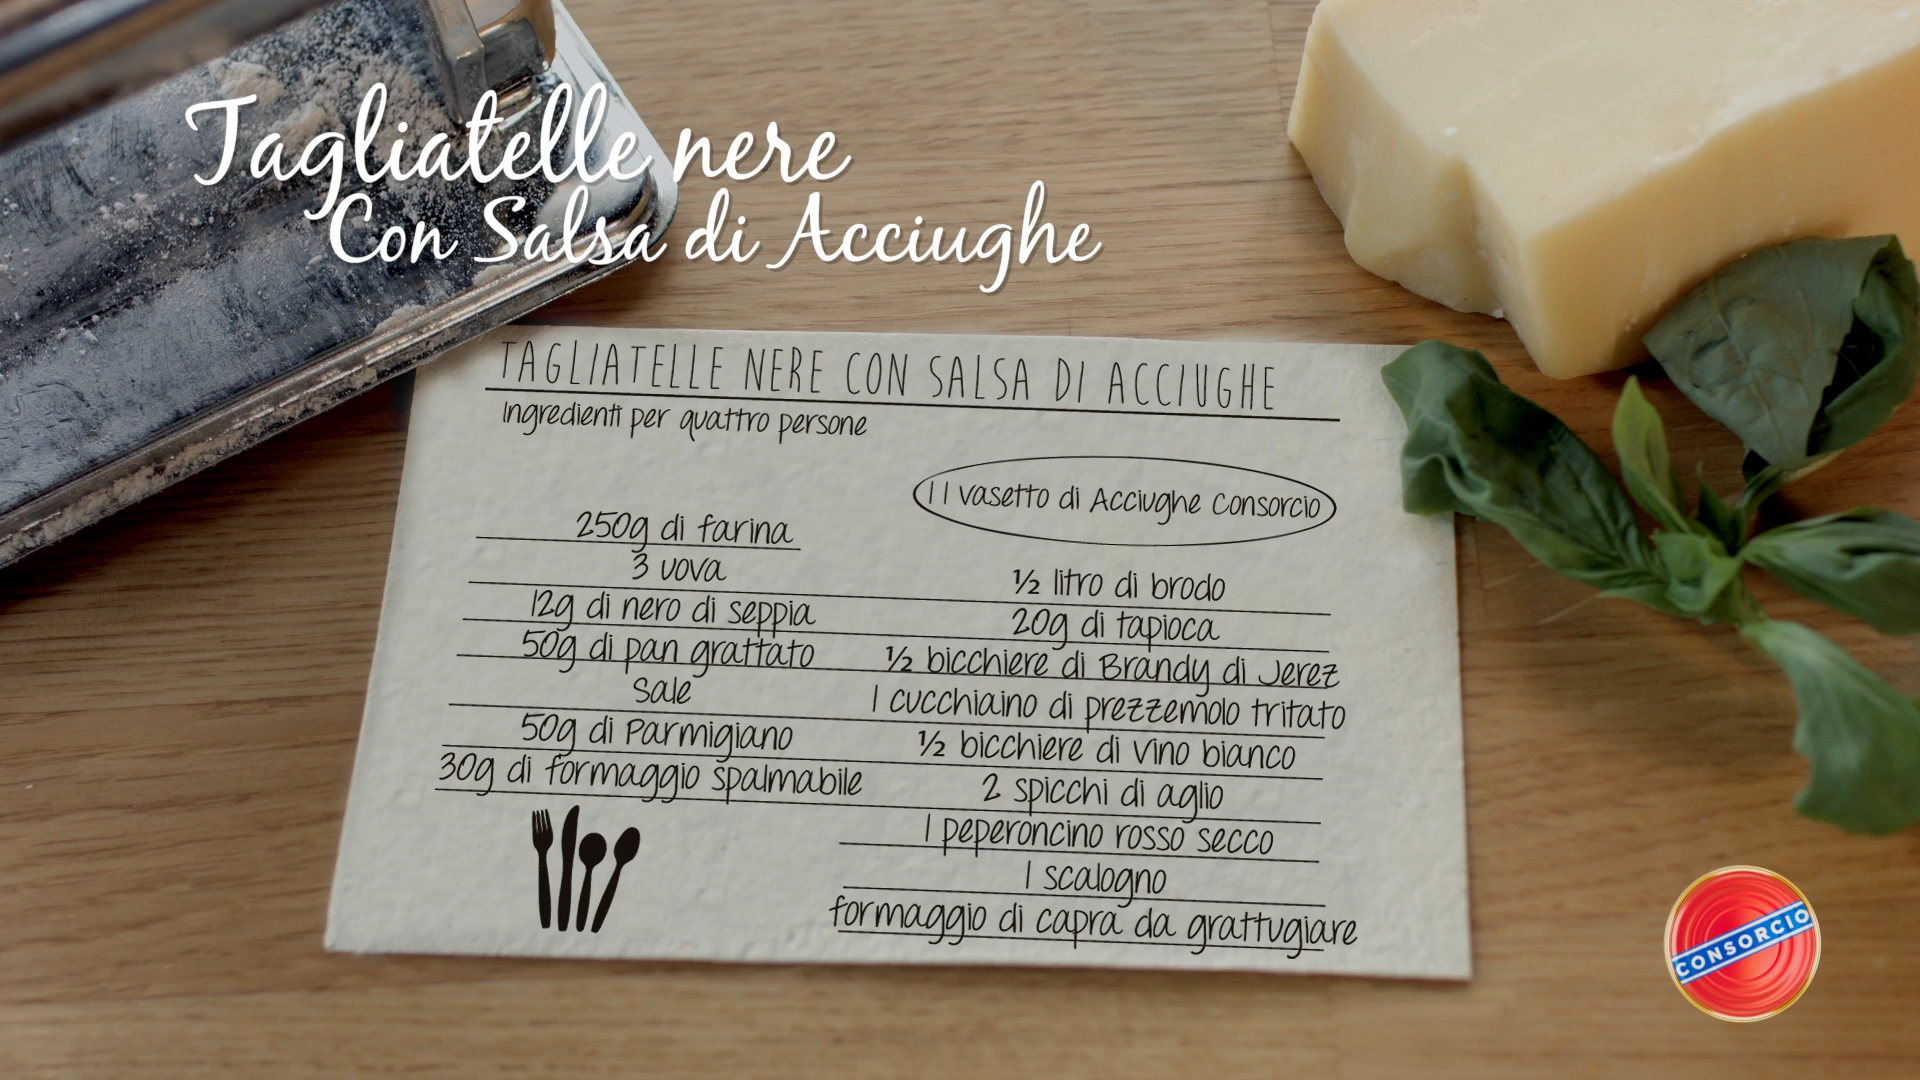 Tagliatelle nere
Con Salsa di Acciughe
TAGLIATELLE NERE CON SALSA DI ACCIUGHE
Ingredienti per quattro persone
250g di farina
3 uova
12g di nero di seppia
50g di pan grattato
Sale
50g di Parmigiano
30g di formaggio spalmabile
1 1 vasetto di Acciughe Consorcio
½ litro di brodo
20g di tapioca
½ bicchiere di Brandy di Jerez
1 cucchiaino di prezzemolo tritato
½ bicchiere di vino bianco
2 spicchi di aglio
1 peperoncino rosso secco
1 scalogno
formaggio di capra da grattugiare
CONSORCIO